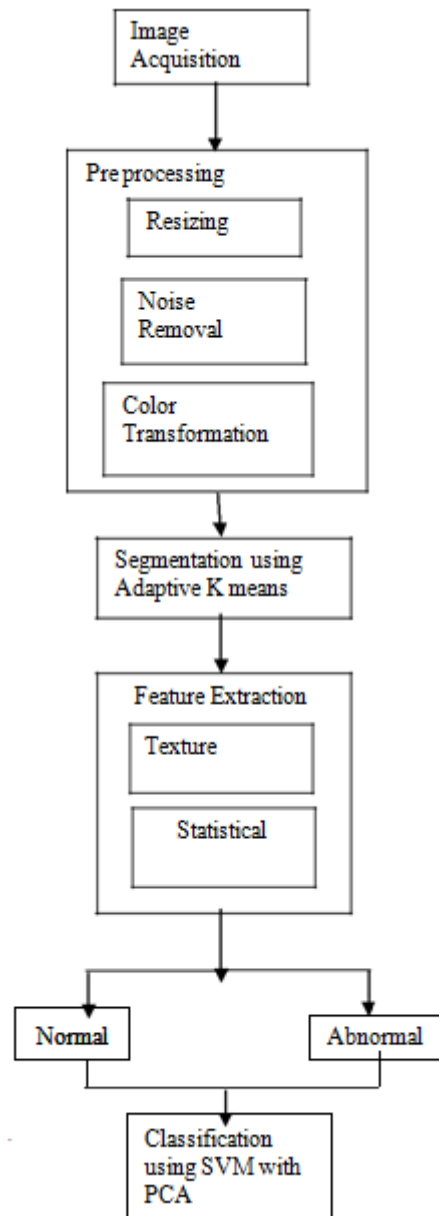 Image
Acquisition
Pre processing
Resizing
Noise
Removal
Color
Transformation
Segmentation using
Adaptive K means
Feature Extraction
Texture
Statistical
Normal
Abnormal
Classification
using SVM with
PCA